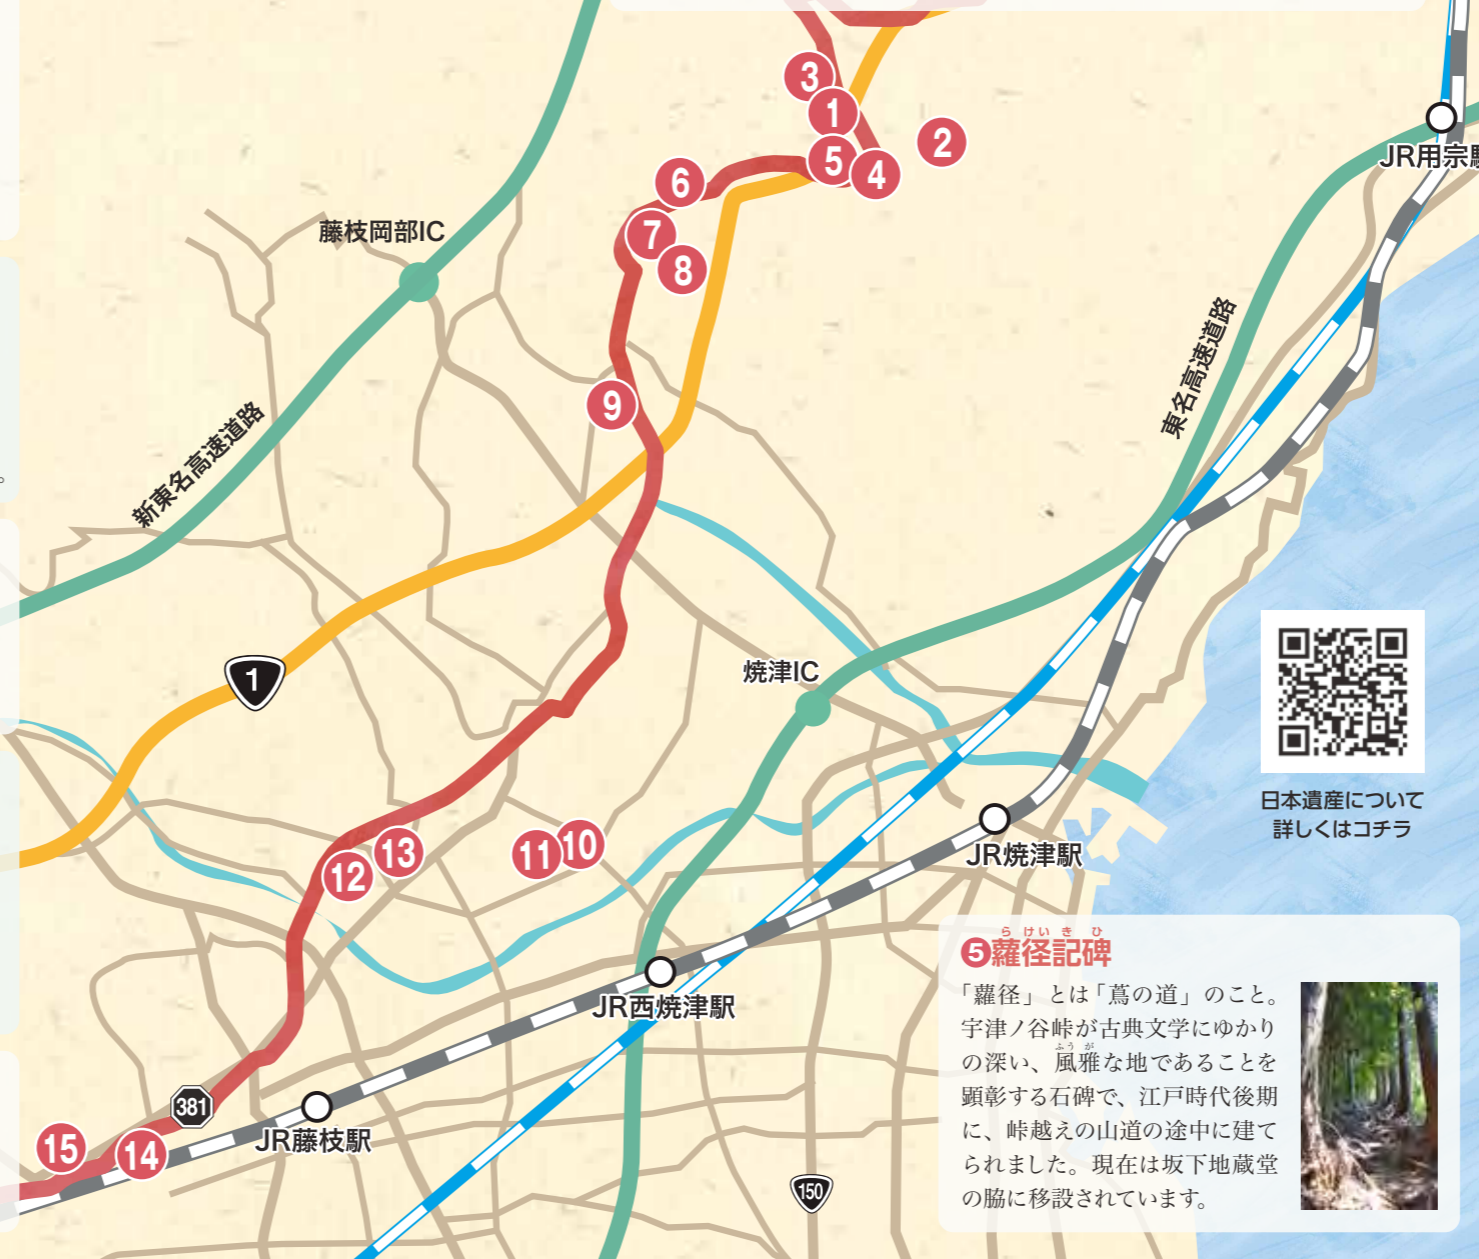 3
1
2
5
4
JR用宗駅
6
7
藤枝岡部IC
8
東名高速道路
9
新東名高速道路
1
焼津IC
日本遺産について
詳しくはコチラ
13
11
10
12
JR焼津駅
JR西焼津駅
381
JR藤枝駅
15
14
150
ら けい き ひ
5蘿径記碑
「蘿径」とは「蔦の道」のこと。
宇津ノ谷峠が古典文学にゆかり
ふう が
の深い、風雅な地であることを
顕彰する石碑で、江戸時代後期
に、峠越えの山道の途中に建て
られました。現在は坂下地蔵堂
の脇に移設されています。
。